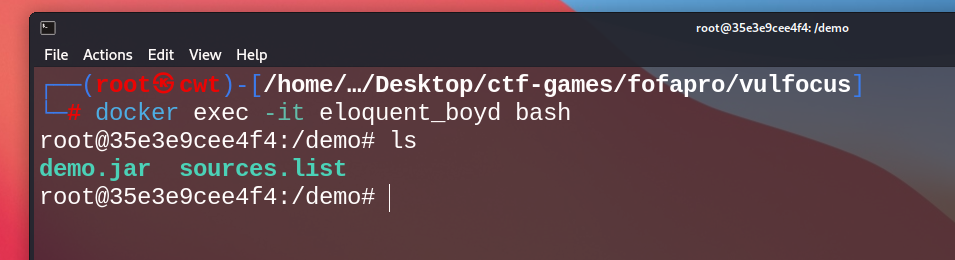 root@35e3e9cee4f4: /demo
File Actions Edit View Help
┌──(root㉿cwt)-[/home/…/Desktop/ctf-games/fofapro/vulfocus]
└─# docker exec -it eloquent_boyd bash
root@35e3e9cee4f4:/demo# ls
demo.jar  sources.list
root@35e3e9cee4f4:/demo#